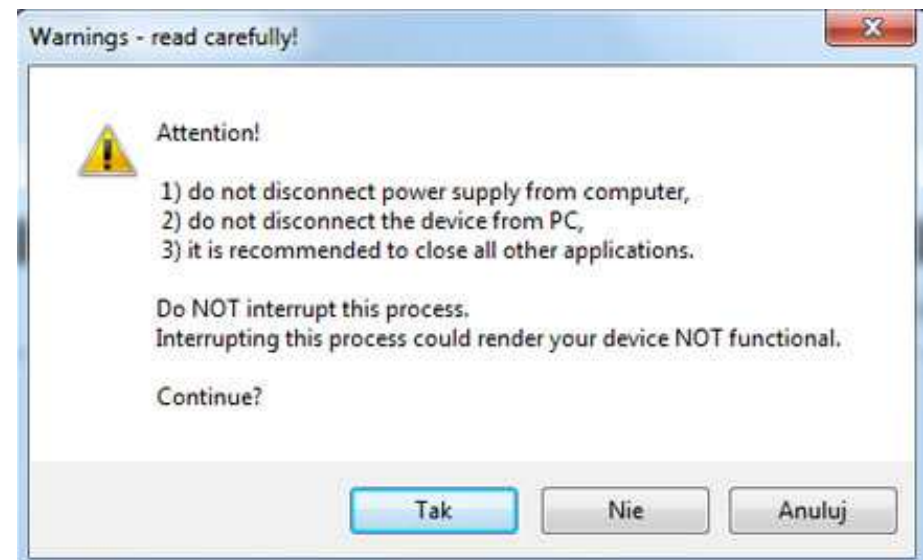 Warnings - read carefully!
Attention!
1) do not disconnect power supply from computer,
2) do not disconnect the device from PC,
3) it is recommended to close all other applications.
Do NOT interrupt this process.
Interrupting this process could render your device NOT functional.
Continue?
Tak Nie Anuluj